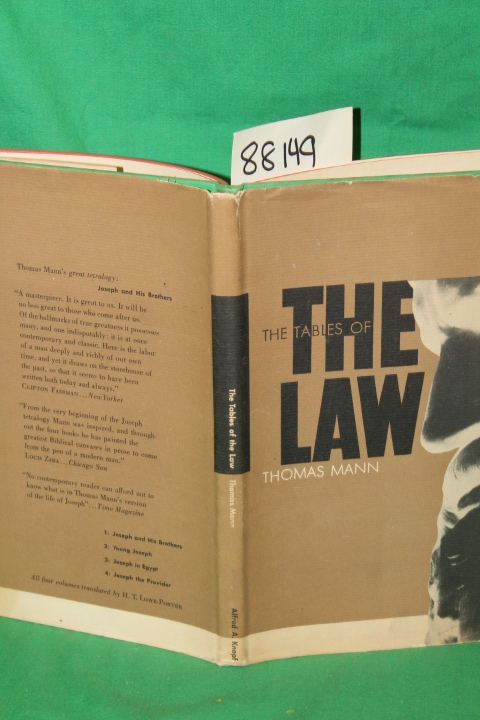 88149
Thomas Mann's great tetralogy:
Joseph and His Brothers
"A masterpiece. It is great to us. It will be
no less great to those who come after us.
Of the hallmarks of true greatness it possesses
many, and one indisputably: it is at once
contemporary and classic. Here is the labor
of a man deeply and richly of our own
time, and yet it draws on the storehouse of
the past, so that it seems to have been
written both today and always."
CLIFTON FADIMAN...New Yorker
"From the very beginning of the Joseph
tetralogy Mann was inspired, and through-
out the four books he has painted the
greatest Biblical canvases in prose to come
from the pen of a modern man."
LOUIS ZARA...Chicago Sun
"No contemporary reader can afford not to
know what is in Thomas Mann's version
of the life of Joseph"...Time Magazine
1: Joseph and His Brothers
2: Young Joseph
3: Joseph in Egypt
4: Joseph the Provider
All four volumes translated by H. T. LOWE-PORTER
The Tables of the Law Thomas Mann Alfred A. Knopf
THE
THE TABLES OF
LAW
THOMAS MANN